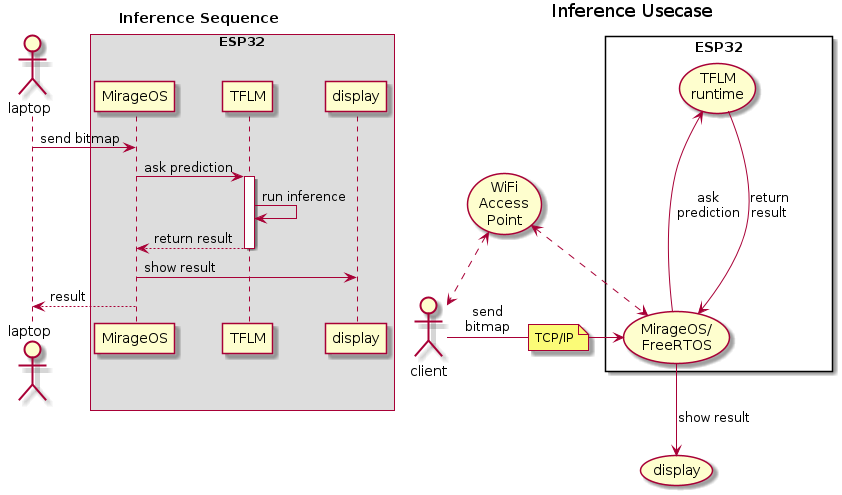 Inference Sequence
ESP32
laptop
MirageOS
TFLM
display
send bitmap
ask prediction
run inference
return result
show result
result
laptop
MirageOS
TFLM
display
Inference Usecase
ESP32
TFLM
runtime
WiFi
Access
Point
ask
prediction
return
result
client
send
bitmap
TCP/IP
MirageOS/
FreeRTOS
show result
display